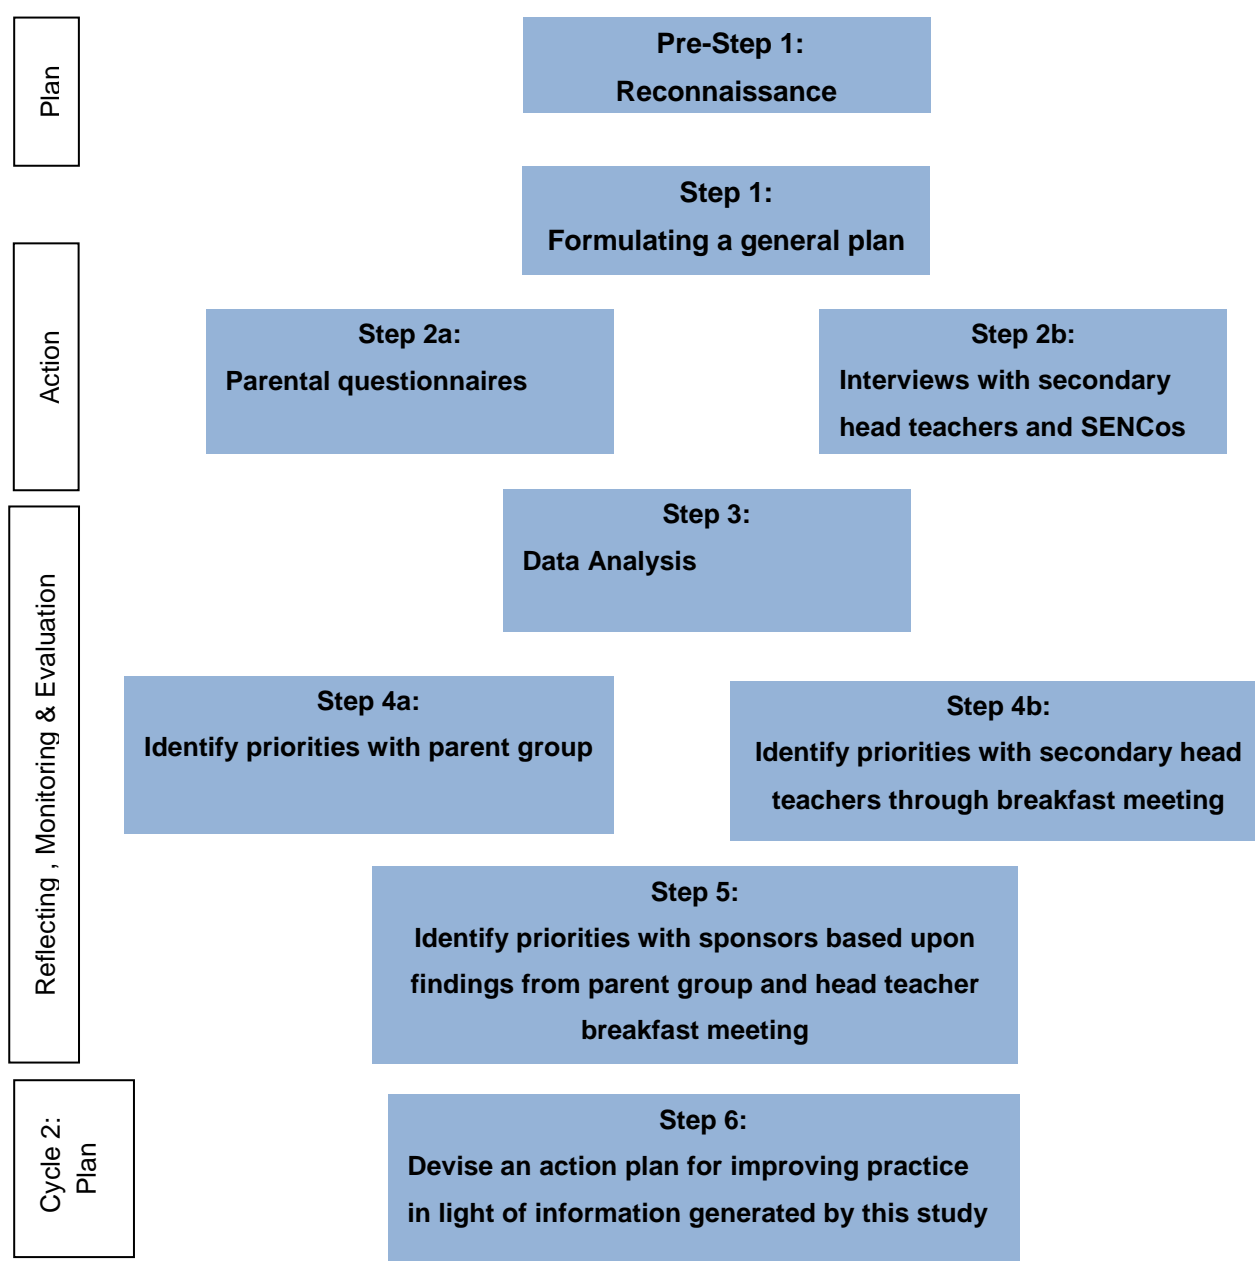 Plan
Pre-Step 1:
Reconnaissance
Step 1:
Formulating a general plan
Action
Step 2a:
Parental questionnaires
Step 2b:
Interviews with secondary
head teachers and SENCos
Reflecting , Monitoring & Evaluation
Step 3:
Data Analysis
Step 4a:
Identify priorities with parent group
Step 4b:
Identify priorities with secondary head
teachers through breakfast meeting
Step 5:
Identify priorities with sponsors based upon
findings from parent group and head teacher
breakfast meeting
Cycle 2:
Plan
Step 6:
Devise an action plan for improving practice
in light of information generated by this study